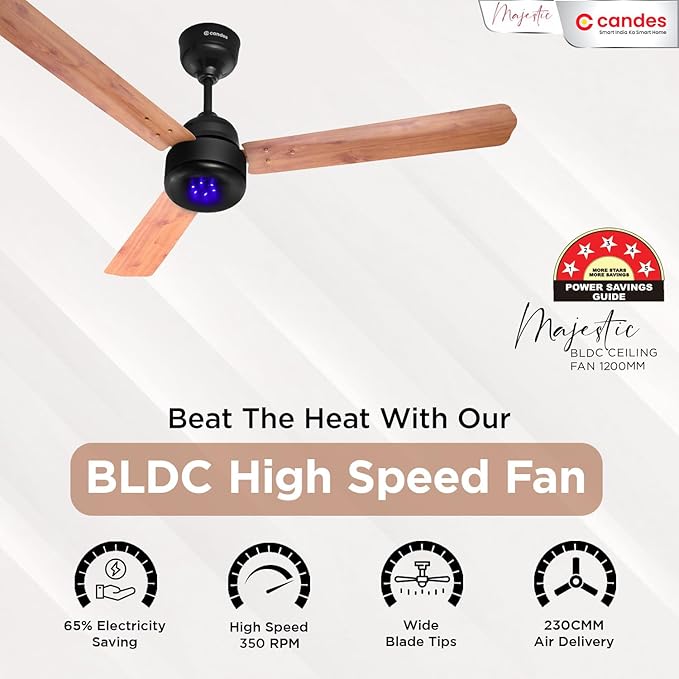 Majestic
candes
Smart India Ka Smart Home
candes
MORE STARS
MORE SAVINGS
POWER SAVINGS
GUIDE
Majestic
BLDC CEILING
FAN 1200MM
Beat The Heat With Our
BLDC High Speed Fan
65% Electricity
Saving
High Speed
350 RPM
Wide
Blade Tips
230CMM
Air Delivery